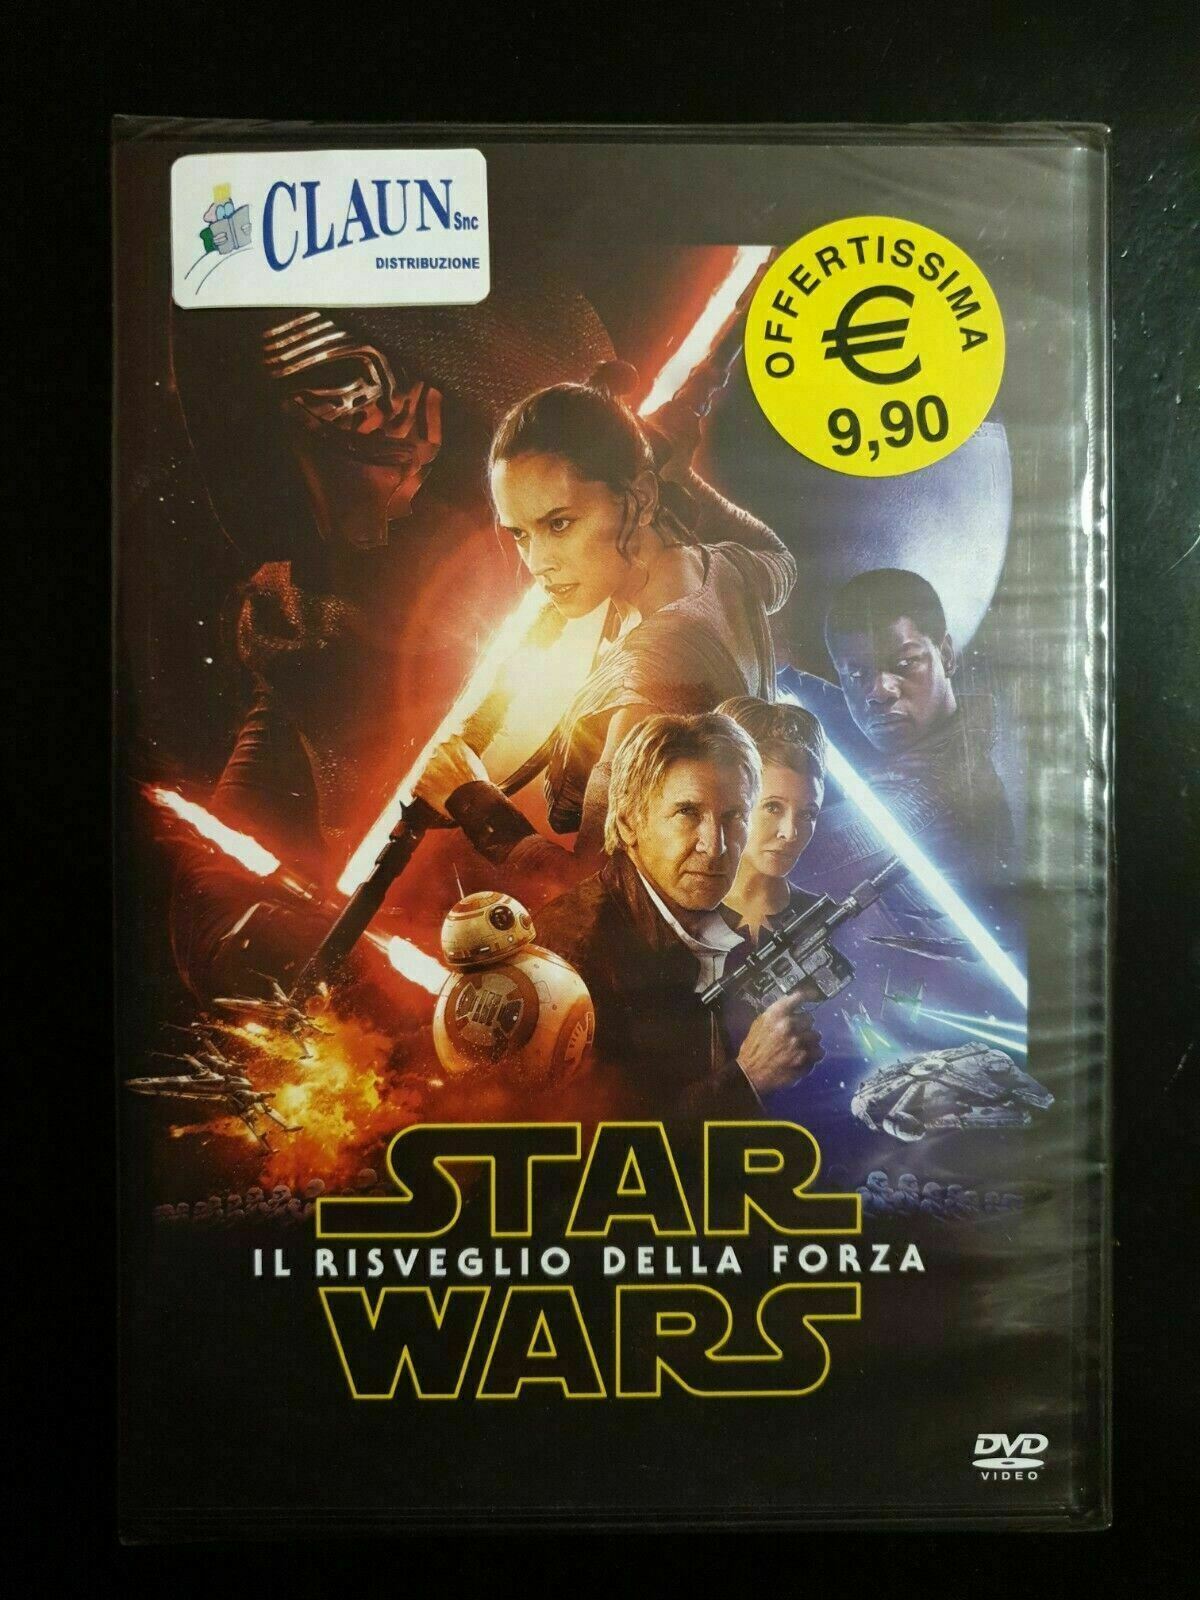 CLAUN Snc
DISTRIBUZIONE
OFFERTISSIMA
€
9,90
STAR
IL RISVEGLIO DELLA FORZA
WARS
DVD
VIDEO